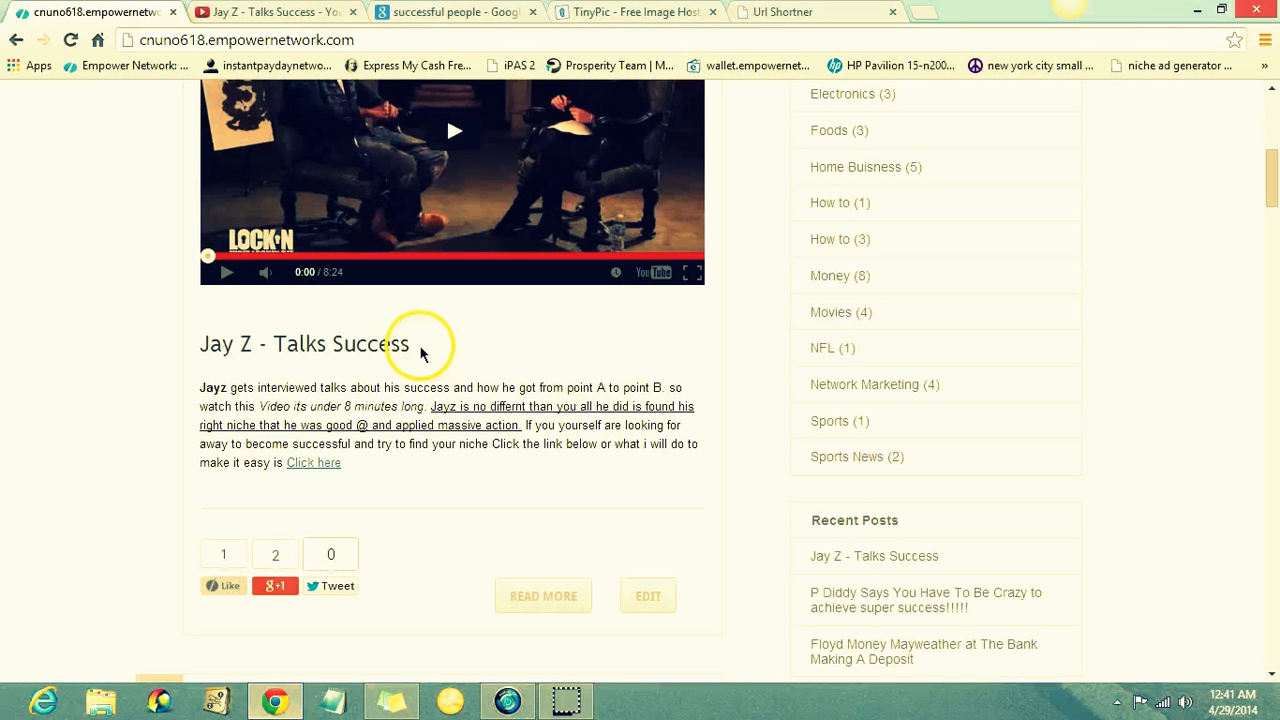 cnuno618.empowernetwo
Jay Z - Talks Success - Yo
successful people - Goog
TinyPic - Free Image Host
Url Shortner
cnuno618.empowernetwork.com
Apps
Empower Network: ...
instantpaydaynetwo...
Express My Cash Fre...
iPAS 2
Prosperity Team | M...
wallet.empowernet...
HP Pavilion 15-n200...
new york city small ...
niche ad generator ...
»
LOCK-N
0:00 / 8:24
YouTube
Jay Z - Talks Success
Jayz gets interviewed talks about his success and how he got from point A to point B. so
watch this Video its under 8 minutes long. Jayz is no differnt than you all he did is found his
right niche that he was good @ and applied massive action. If you yourself are looking for
away to become successful and try to find your niche Click the link below or what i will do to
make it easy is Click here
1 2 0
Like g+1 Tweet
READ MORE
EDIT
Electronics (3)
Foods (3)
Home Buisness (5)
How to (1)
How to (3)
Money (8)
Movies (4)
NFL (1)
Network Marketing (4)
Sports (1)
Sports News (2)
Recent Posts
Jay Z - Talks Success
P Diddy Says You Have To Be Crazy to
achieve super success!!!!!
Floyd Money Mayweather at The Bank
Making A Deposit
12:41 AM
4/29/2014